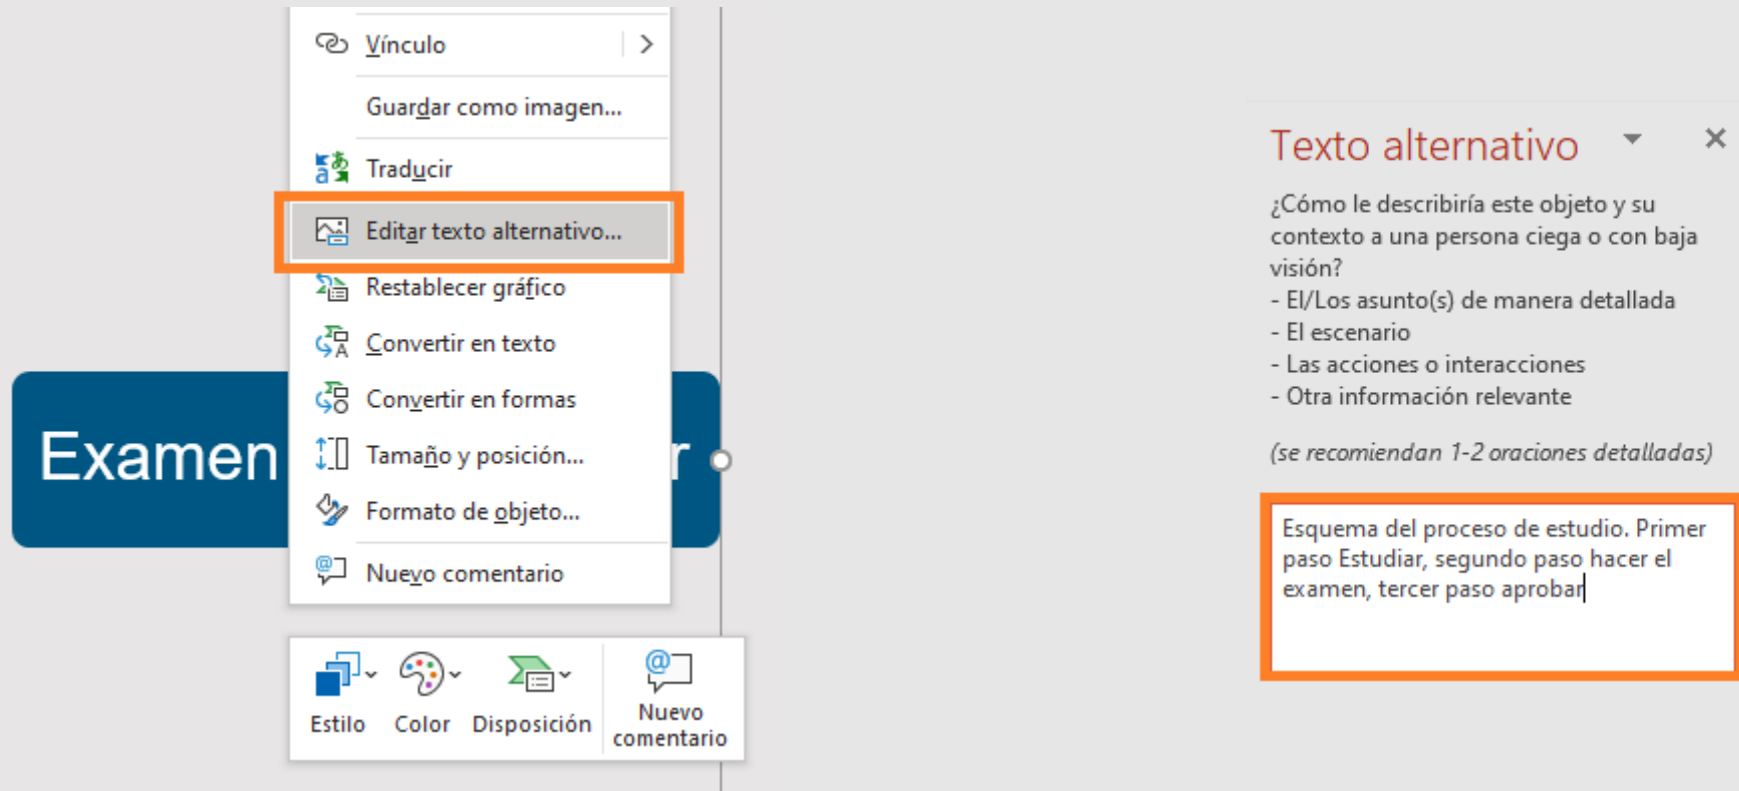 Vínculo
Guardar como imagen...
Traducir
Editar texto alternativo...
Restablecer gráfico
Convertir en texto
Convertir en formas
Tamaño y posición...
Formato de objeto...
Nuevo comentario
Examen r
Estilo Color Disposición Nuevo
comentario
Texto alternativo
¿Cómo le describiría este objeto y su
contexto a una persona ciega o con baja
visión?
- El/Los asunto(s) de manera detallada
- El escenario
- Las acciones o interacciones
- Otra información relevante
(se recomiendan 1-2 oraciones detalladas)
Esquema del proceso de estudio. Primer
paso Estudiar, segundo paso hacer el
examen, tercer paso aprobar